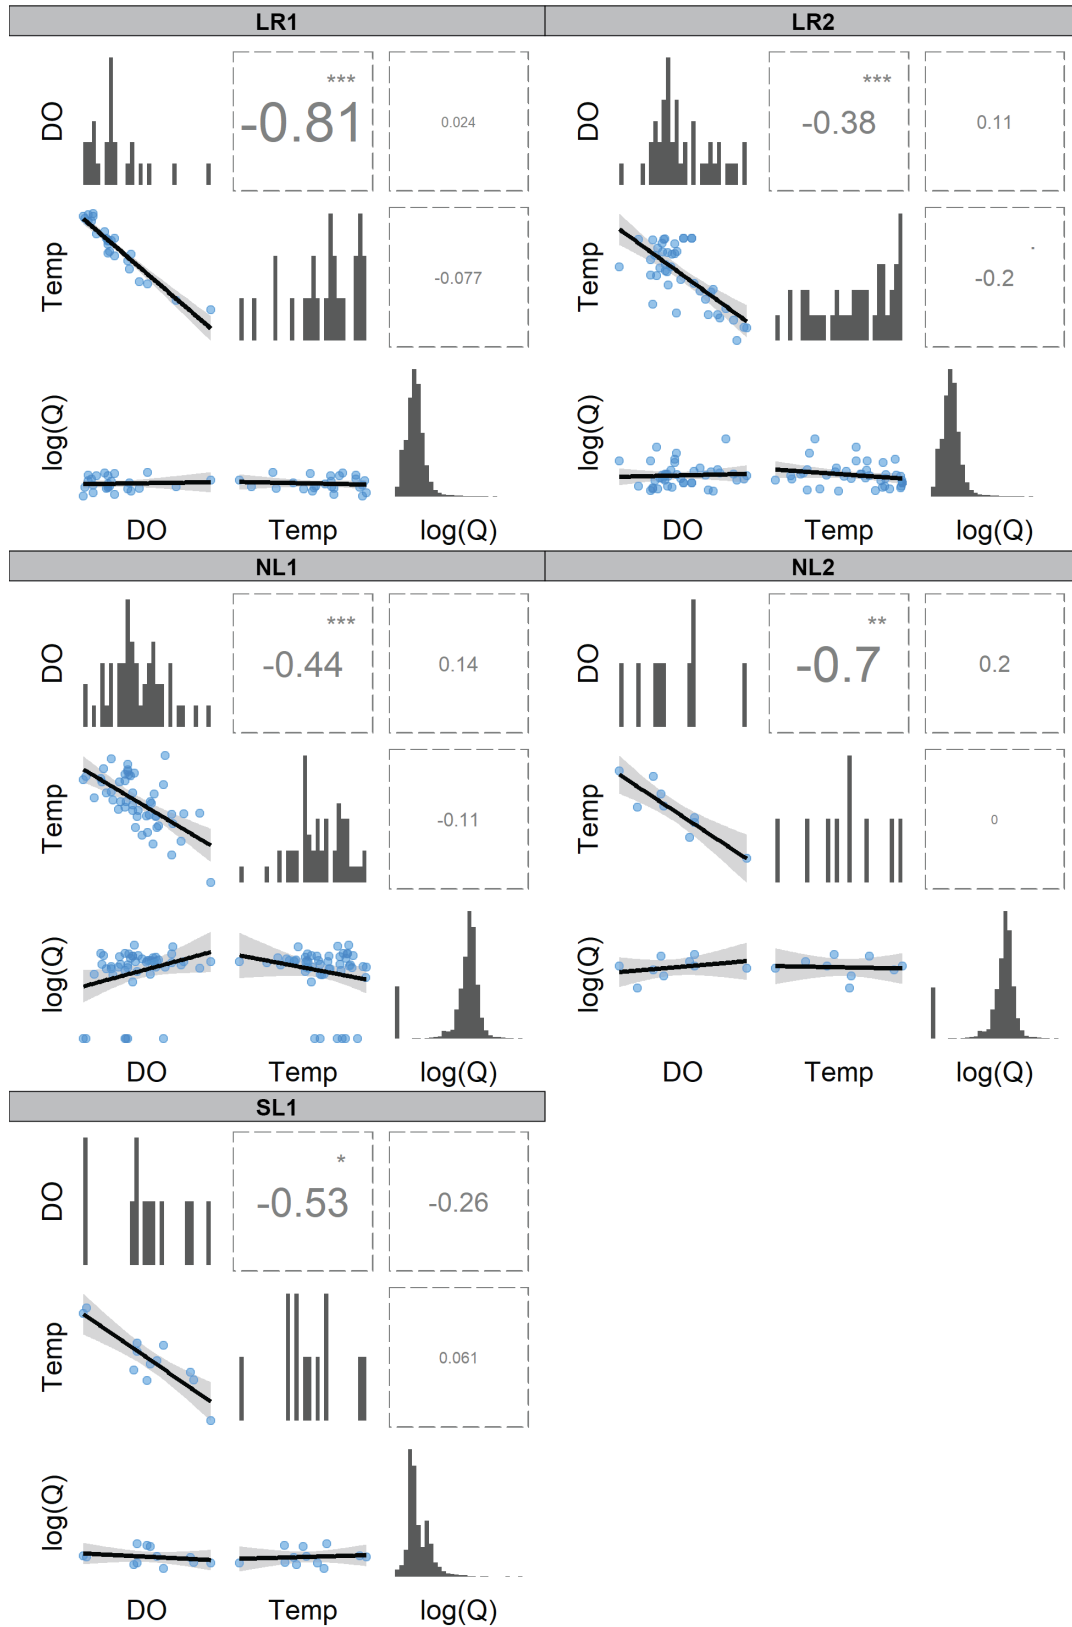 LR1 LR2
DO *** -0.81 0.024 DO *** -0.38 0.11
Temp -0.077 Temp . -0.2
log(Q) log(Q)
DO Temp log(Q) DO Temp log(Q)
NL1 NL2
DO *** -0.44 0.14 DO ** -0.7 0.2
Temp -0.11 Temp 0
log(Q) log(Q)
DO Temp log(Q) DO Temp log(Q)
SL1
DO * -0.53 -0.26
Temp 0.061
log(Q)
DO Temp log(Q)